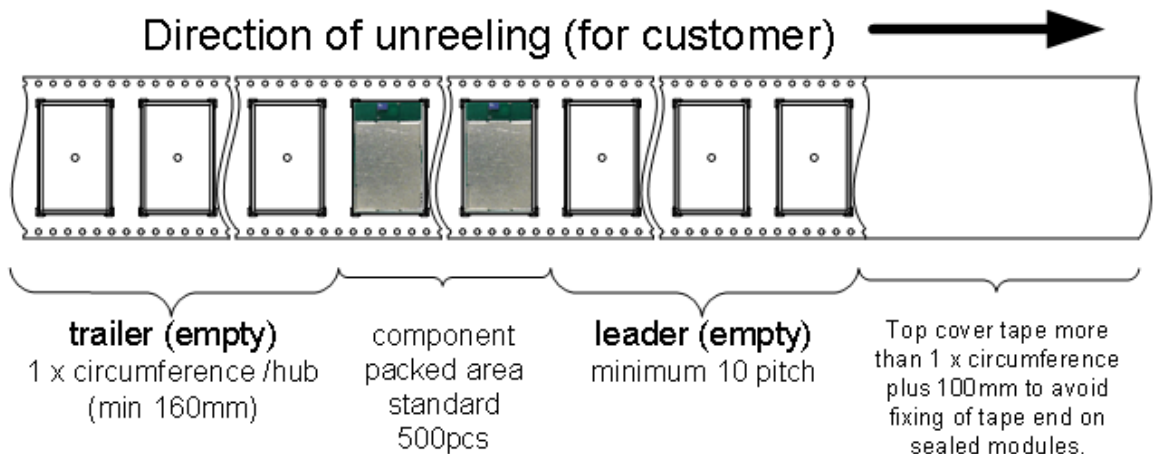 Direction of unreeling (for customer)
trailer (empty)
1 x circumference /hub
(min 160mm)
component
packed area
standard
500pcs
leader (empty)
minimum 10 pitch
Top cover tape more
than 1 x circumference
plus 100mm to avoid
fixing of tape end on
sealed modules.